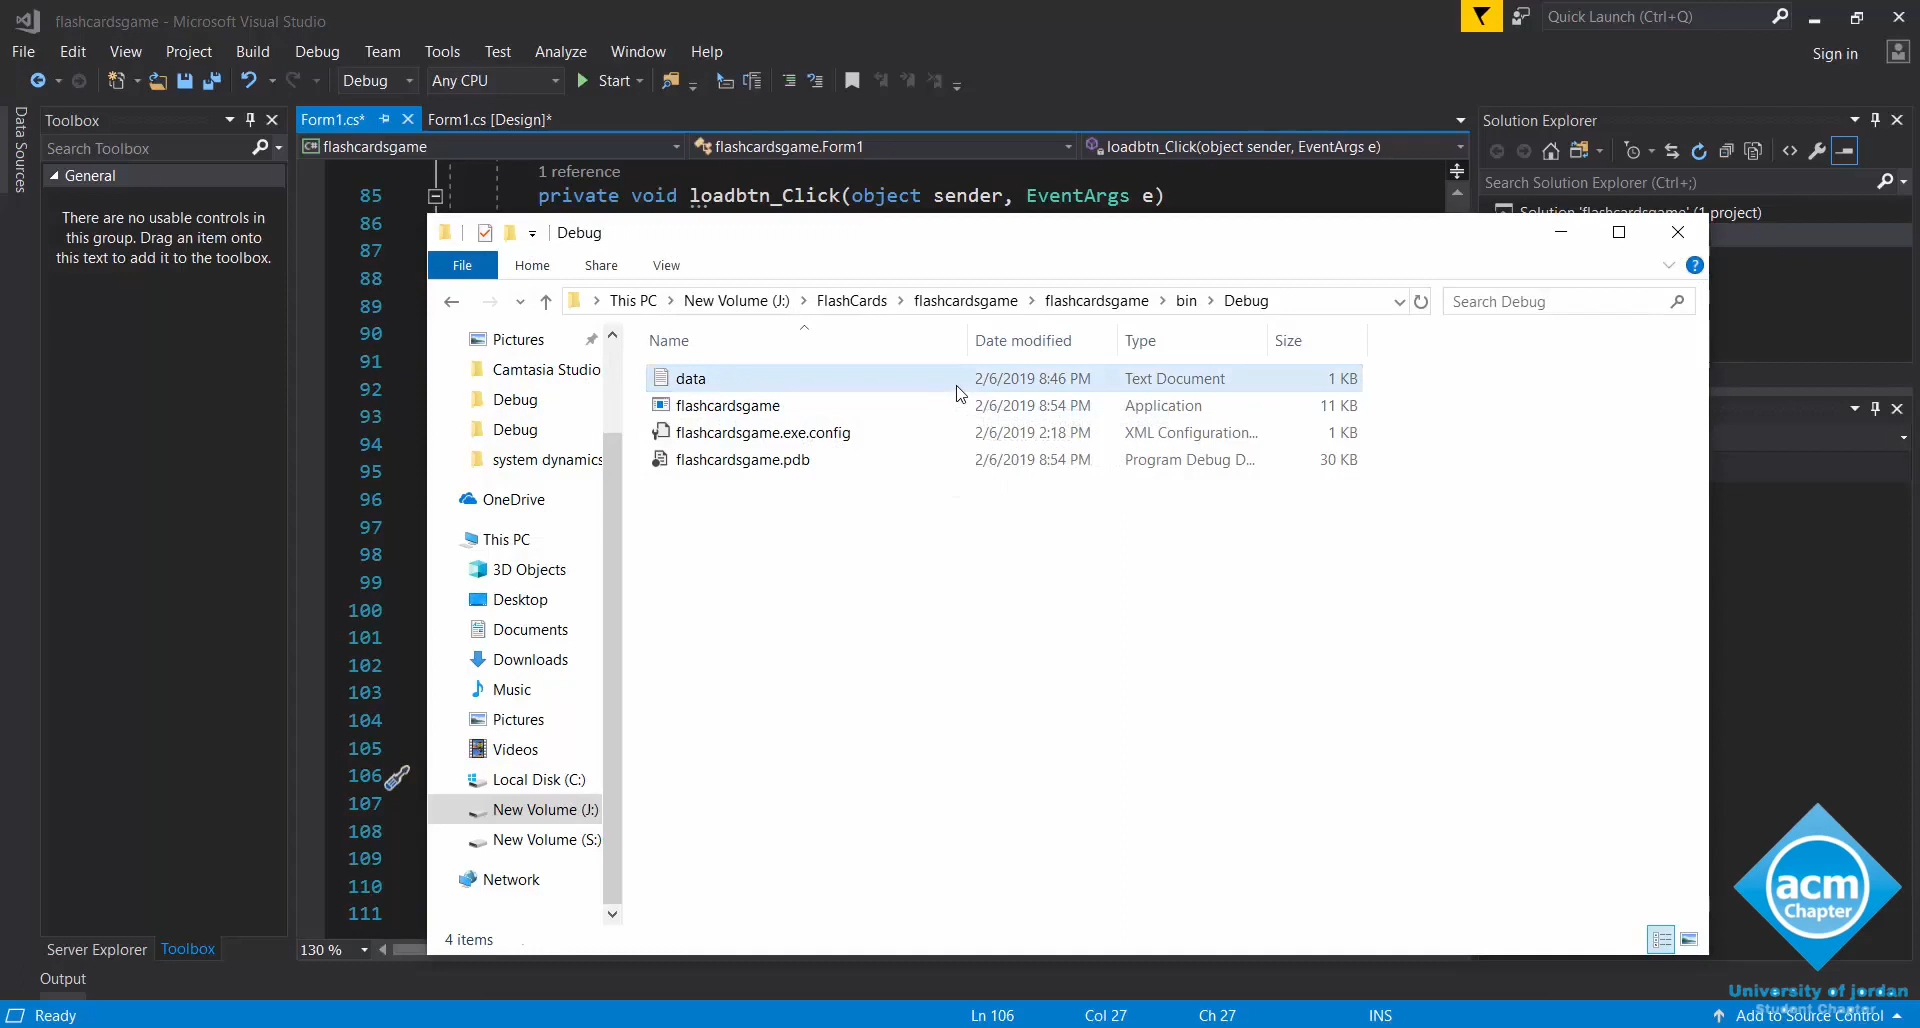 flashcardsgame - Microsoft Visual Studio
Quick Launch (Ctrl+Q)
File Edit View Project Build Debug Team Tools Test Analyze Window Help
Sign in
Debug Any CPU Start
Data Sources
Toolbox
Search Toolbox
General
There are no usable controls in
this group. Drag an item onto
this text to add it to the toolbox.
Form1.cs* Form1.cs [Design]*
flashcardsgame flashcardsgame.Form1 loadbtn_Click(object sender, EventArgs e)
1 reference
85 private void loadbtn_Click(object sender, EventArgs e)
86
87
88
89
90
91
92
93
94
95
96
97
98
99
100
101
102
103
104
105
106
107
108
109
110
111
Solution Explorer
Search Solution Explorer (Ctrl+;)
Solution 'flashcardsgame' (1 project)
Debug
File Home Share View
This PC New Volume (J:) FlashCards flashcardsgame flashcardsgame bin Debug
Search Debug
Pictures
Camtasia Studio
Debug
Debug
system dynamics
OneDrive
This PC
3D Objects
Desktop
Documents
Downloads
Music
Pictures
Videos
Local Disk (C:)
New Volume (J:)
New Volume (S:)
Network
Name Date modified Type Size
data 2/6/2019 8:46 PM Text Document 1 KB
flashcardsgame 2/6/2019 8:54 PM Application 11 KB
flashcardsgame.exe.config 2/6/2019 2:18 PM XML Configuration... 1 KB
flashcardsgame.pdb 2/6/2019 8:54 PM Program Debug D... 30 KB
4 items
Server Explorer Toolbox
130 %
Output
acm
Chapter
University of jordan
Student Chapter
Ready Ln 106 Col 27 Ch 27 INS Add to Source Control